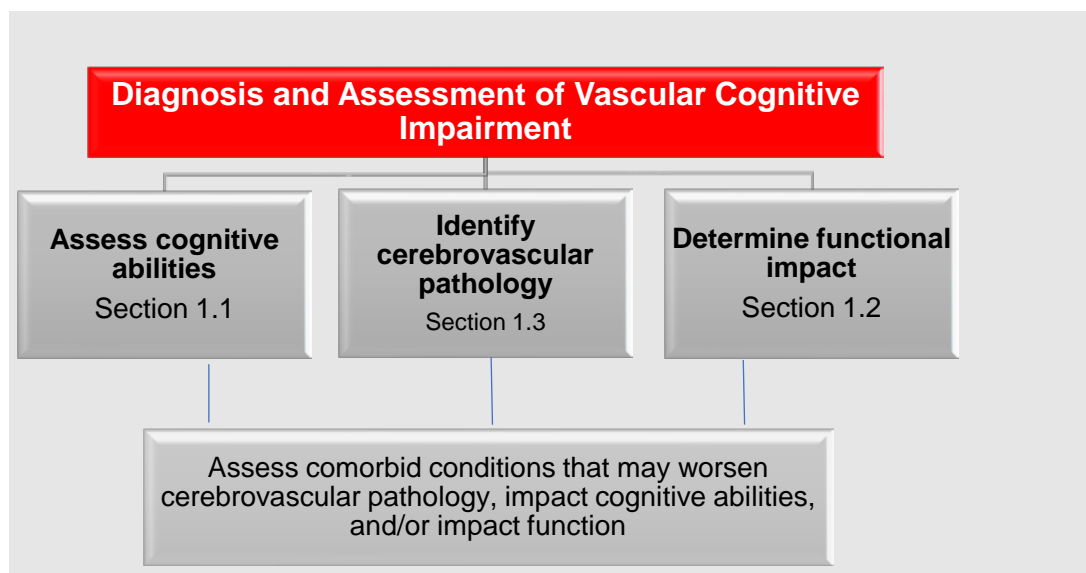 Diagnosis and Assessment of Vascular Cognitive
Impairment
Assess cognitive
abilities
Section 1.1
Identify
cerebrovascular
pathology
Section 1.3
Determine functional
impact
Section 1.2
Assess comorbid conditions that may worsen
cerebrovascular pathology, impact cognitive abilities,
and/or impact function